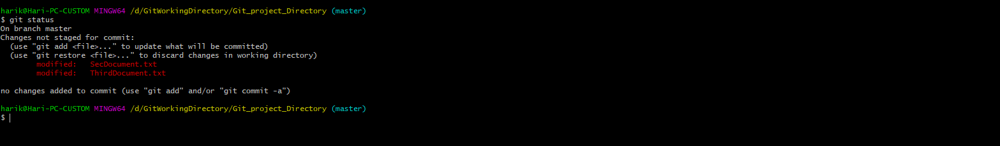 harik@Hari-PC-CUSTOM MINGW64 /d/GitWorkingDirectory/Git_project_Directory (master)
$ git status
On branch master
Changes not staged for commit:
  (use "git add <file>..." to update what will be committed)
  (use "git restore <file>..." to discard changes in working directory)
        modified:   SecDocument.txt
        modified:   ThirdDocument.txt

no changes added to commit (use "git add" and/or "git commit -a")

harik@Hari-PC-CUSTOM MINGW64 /d/GitWorkingDirectory/Git_project_Directory (master)
$